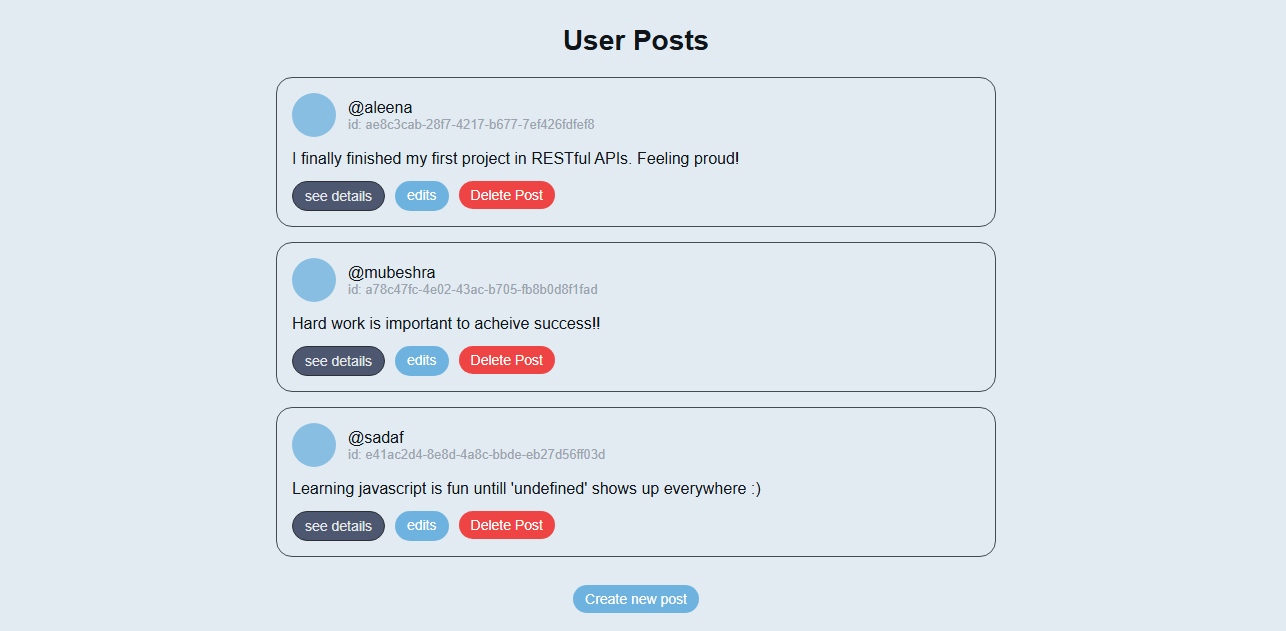 User Posts
@aleena
id: ae8c3cab-28f7-4217-b677-7ef426fdfef8
I finally finished my first project in RESTful APIs. Feeling proud!
see details edits Delete Post
@mubeshra
id: a78c47fc-4e02-43ac-b705-fb8b0d8f1fad
Hard work is important to acheive success!!
see details edits Delete Post
@sadaf
id: e41ac2d4-8e8d-4a8c-bbde-eb27d56ff03d
Learning javascript is fun untill 'undefined' shows up everywhere :)
see details edits Delete Post
Create new post